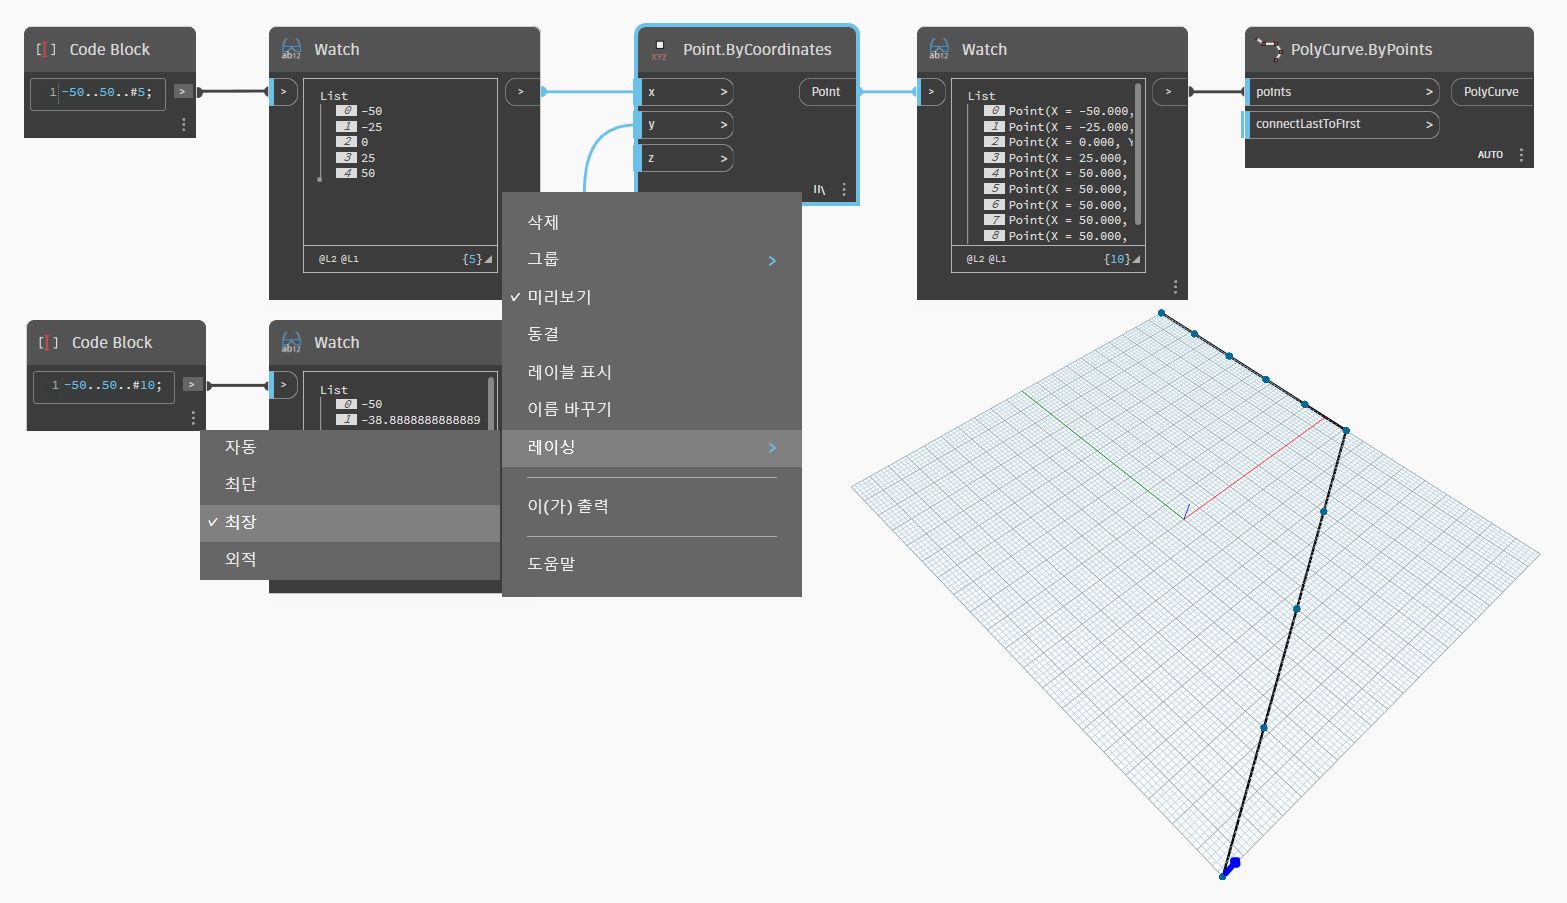 Code Block
1 -50..50..#5;
>
Watch
>
>
List
0 -50
1 -25
2 0
3 25
4 50
@L2 @L1
{5}
Point.ByCoordinates
XYZ
x >
y >
z >
Point
Watch
>
>
List
0 Point(X = -50.000,
1 Point(X = -25.000,
2 Point(X = 0.000, Y
3 Point(X = 25.000,
4 Point(X = 50.000,
5 Point(X = 50.000,
6 Point(X = 50.000,
7 Point(X = 50.000,
8 Point(X = 50.000,
@L2 @L1
{10}
PolyCurve.ByPoints
points >
connectLastToFirst >
PolyCurve
AUTO
Code Block
1 -50..50..#10;
>
Watch
>
List
0 -50
1 -38.8888888888889
삭제
그룹 >
✓ 미리보기
동결
레이블 표시
이름 바꾸기
레이싱 >
이(가) 출력
도움말
자동
최단
✓ 최장
외적
ab12
ab12
ab12